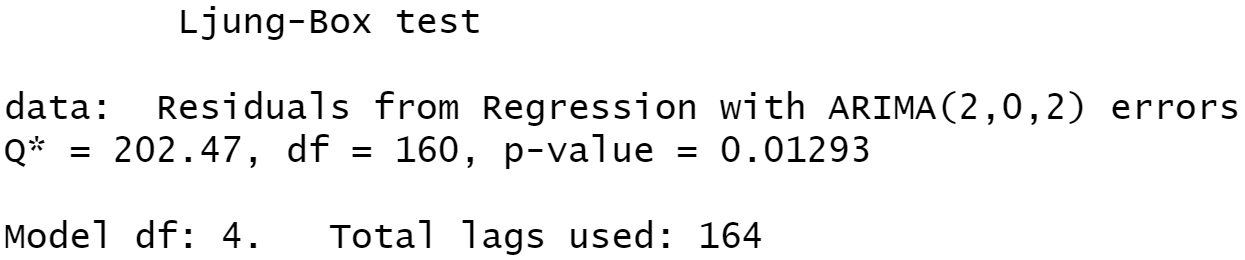 Ljung-Box test
data:  Residuals from Regression with ARIMA(2,0,2) errors
Q* = 202.47, df = 160, p-value = 0.01293
Model df: 4.   Total lags used: 164